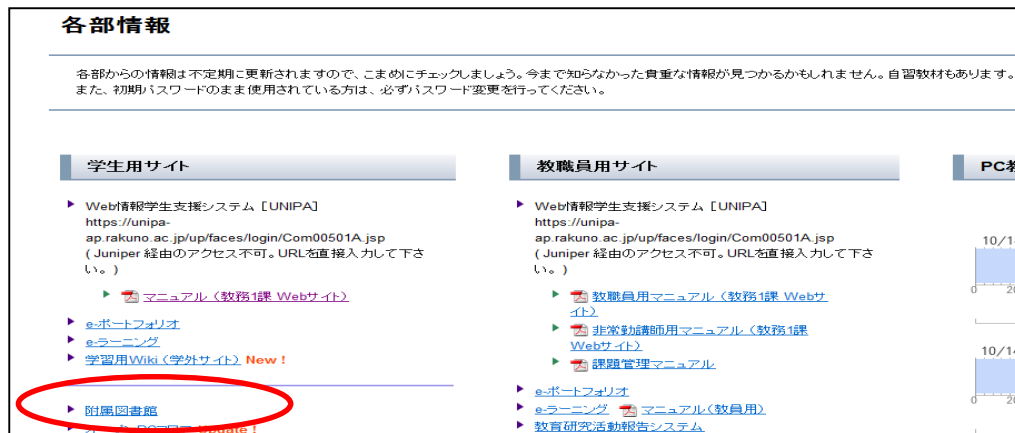 各部情報
各部からの情報は不定期に更新されますので、こまめにチェックしましょう。今まで知らなかった貴重な情報が見つかるかもしれません。自習教材もあります。
また、初期パスワードのまま使用されている方は、必ずパスワード変更を行ってください。
学生用サイト
Web情報学生支援システム [UNIPA]
https://unipa-
ap.rakuno.ac.jp/up/faces/login/Com00501A.jsp
( Juniper 経由のアクセス不可。URLを直接入力して下さ
い。)
マニュアル (教務1課 Webサイト)
e-ポートフォリオ
e-ラーニング
学習用Wiki (学外サイト) New !
附属図書館
Update !
教職員用サイト
Web情報学生支援システム [UNIPA]
https://unipa-
ap.rakuno.ac.jp/up/faces/login/Com00501A.jsp
( Juniper 経由のアクセス不可。URLを直接入力して下さ
い。)
教職員用マニュアル (教務1課 Webサ
イト)
非常勤講師用マニュアル (教務1課
Webサイト)
課題管理マニュアル
e-ポートフォリオ
e-ラーニング マニュアル(教員用)
教育研究活動報告システム
PC
10/1
0 20
10/14
0 20